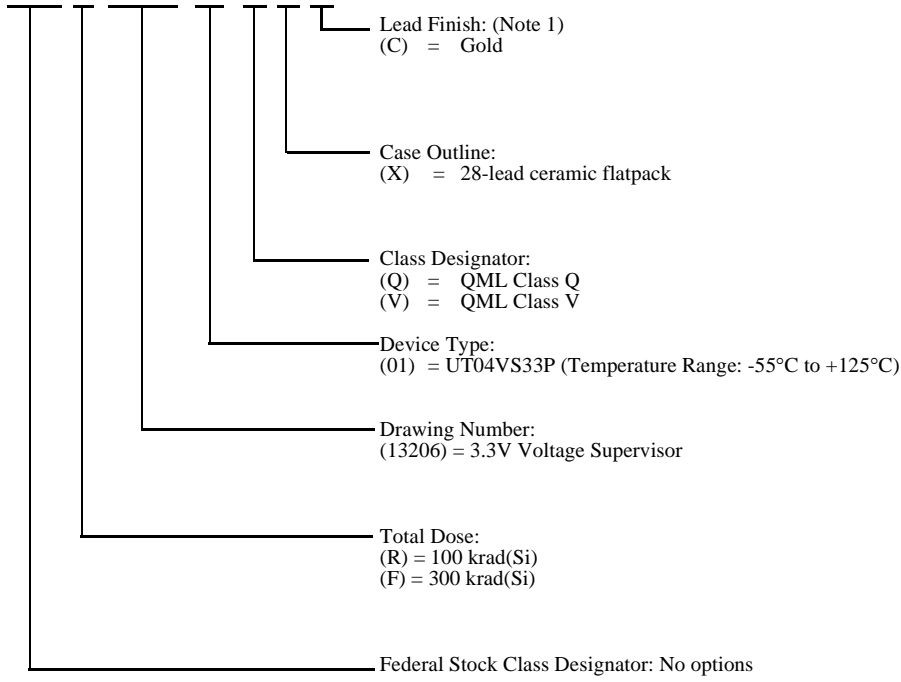 Lead Finish: (Note 1)
(C) = Gold
Case Outline:
(X) = 28-lead ceramic flatpack
Class Designator:
(Q) = QML Class Q
(V) = QML Class V
Device Type:
(01) = UT04VS33P (Temperature Range: -55°C to +125°C)
Drawing Number:
(13206) = 3.3V Voltage Supervisor
Total Dose:
(R) = 100 krad(Si)
(F) = 300 krad(Si)
Federal Stock Class Designator: No options